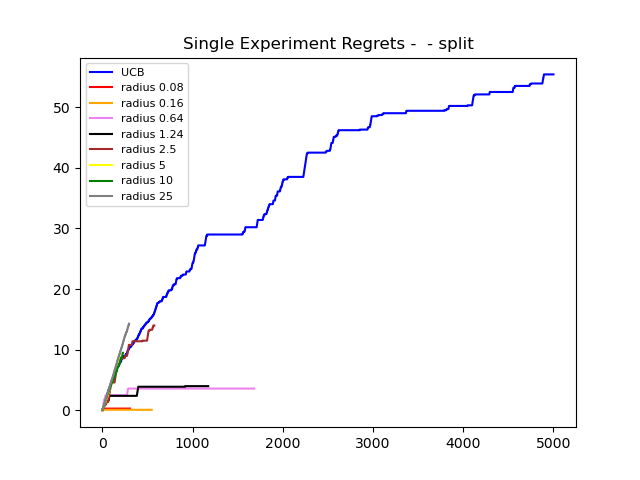 Single Experiment Regrets -  - split
UCB
radius 0.08
radius 0.16
radius 0.64
radius 1.24
radius 2.5
radius 5
radius 10
radius 25
50
40
30
20
10
0
0 1000 2000 3000 4000 5000